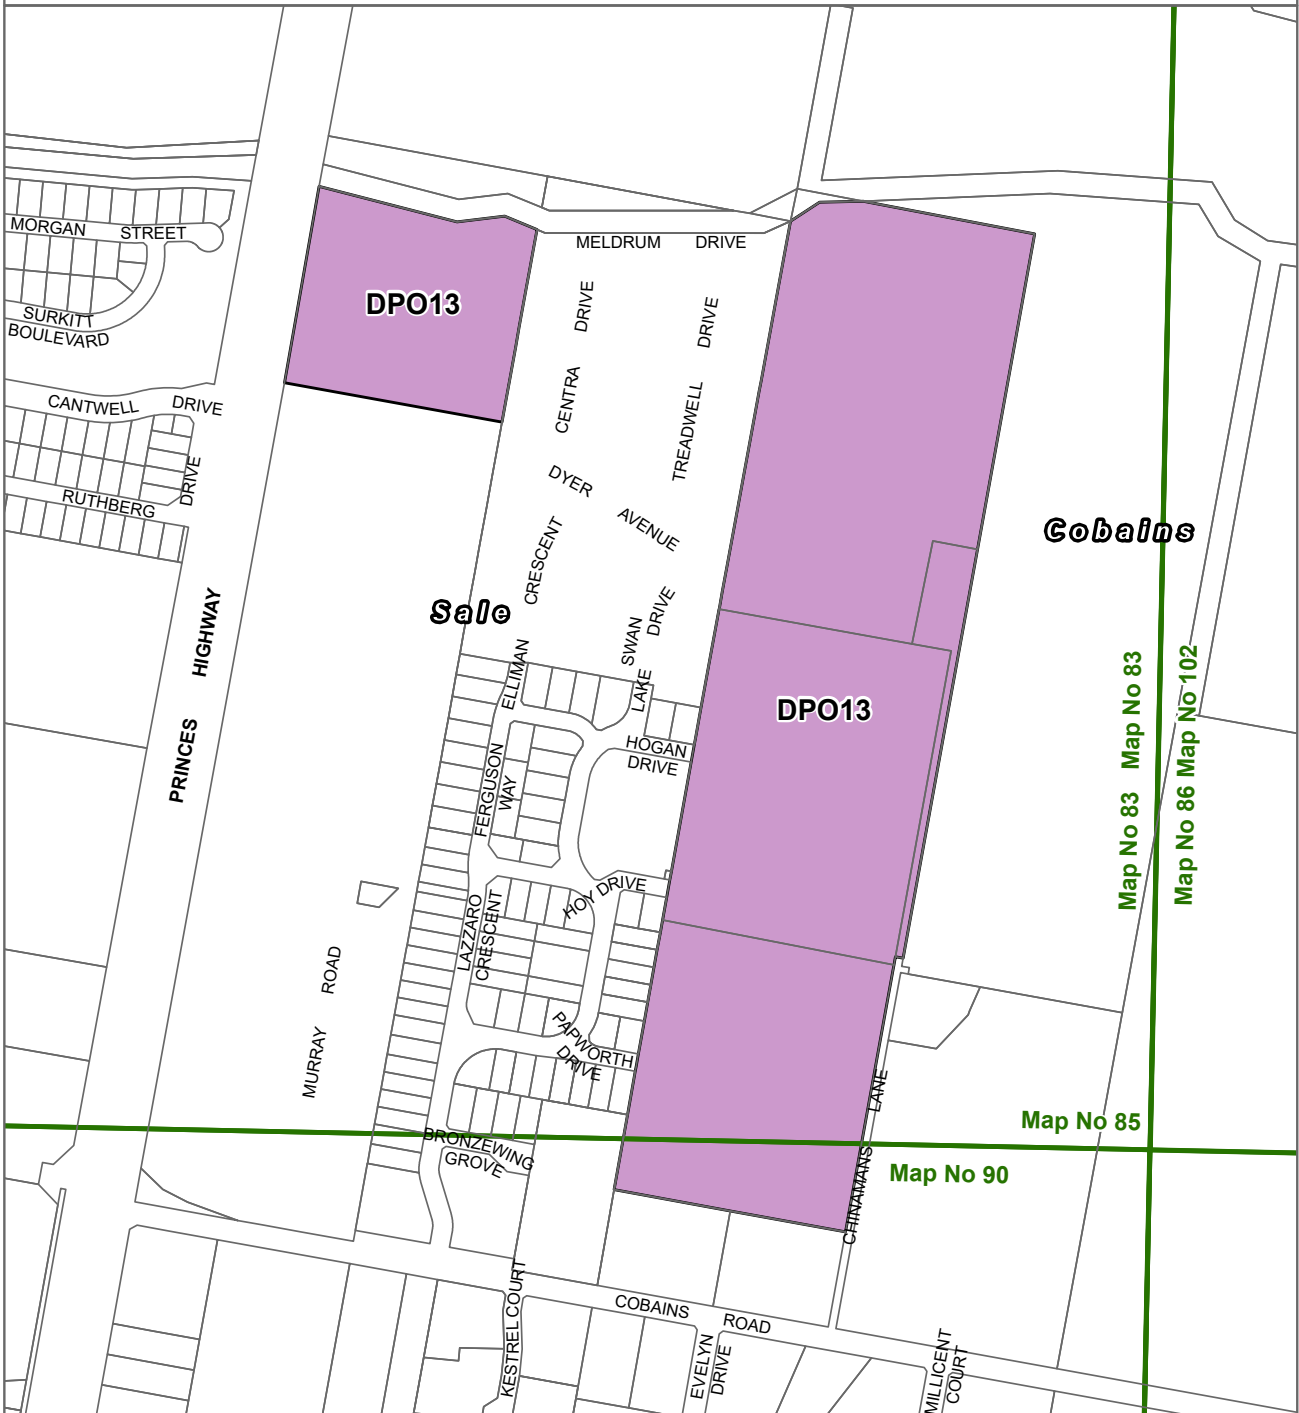 MORGAN STREET
SURKITT
BOULEVARD
CANTWELL DRIVE
RUTHBERG DRIVE
DPO13
MELDRUM DRIVE
CENTRA DRIVE
TREADWELL DRIVE
DYER AVENUE
Cobains
PRINCES HIGHWAY
Sale
ELLIMAN CRESCENT
SWAN LAKE DRIVE
DPO13
HOGAN
DRIVE
FERGUSON
WAY
Map No 83
Map No 83
Map No 102
Map No 86
HOY DRIVE
LAZZARO
CRESCENT
MURRAY ROAD
PAPWORTH
DRIVE
BRONZEWING
GROVE
Map No 85
Map No 90
CHINAMANS LANE
KESTREL COURT
COBAINS ROAD
EVELYN
DRIVE
MILLICENT
COURT